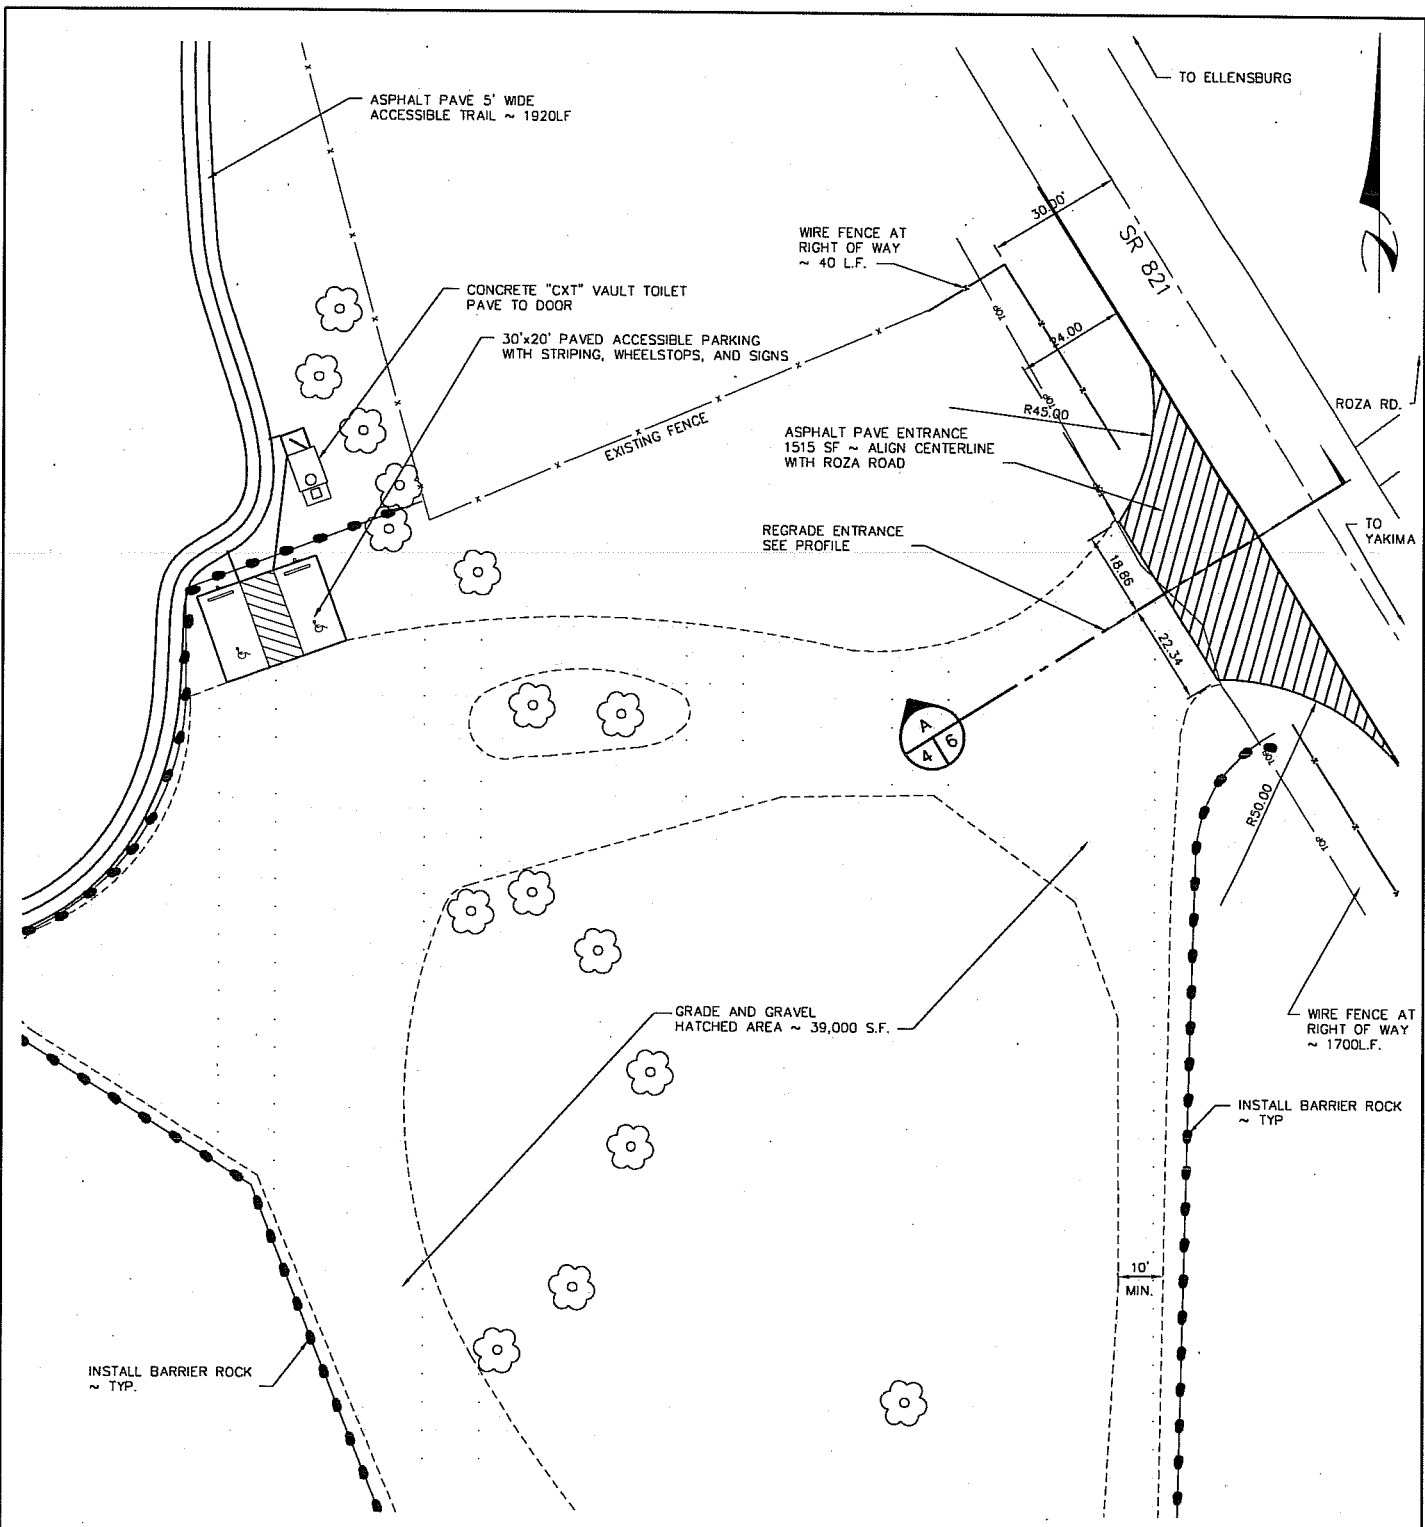 TO ELLENSBURG
ASPHALT PAVE 5' WIDE
ACCESSIBLE TRAIL ~ 1920LF
30.00'
WIRE FENCE AT
RIGHT OF WAY
~ 40 L.F.
SR 821
CONCRETE "CXT" VAULT TOILET
PAVE TO DOOR
TOP
30'x20' PAVED ACCESSIBLE PARKING
WITH STRIPING, WHEELSTOPS, AND SIGNS
24.00
TOP
ROZA RD.
R45.00
EXISTING FENCE
ASPHALT PAVE ENTRANCE
1515 SF ~ ALIGN CENTERLINE
WITH ROZA ROAD
REGRADE ENTRANCE
SEE PROFILE
TO
YAKIMA
18.86
22.34
A
4
6
TOP
R50.00
TOP
GRADE AND GRAVEL
HATCHED AREA ~ 39,000 S.F.
WIRE FENCE AT
RIGHT OF WAY
~ 1700L.F.
INSTALL BARRIER ROCK
~ TYP
10'
MIN.
INSTALL BARRIER ROCK
~ TYP.